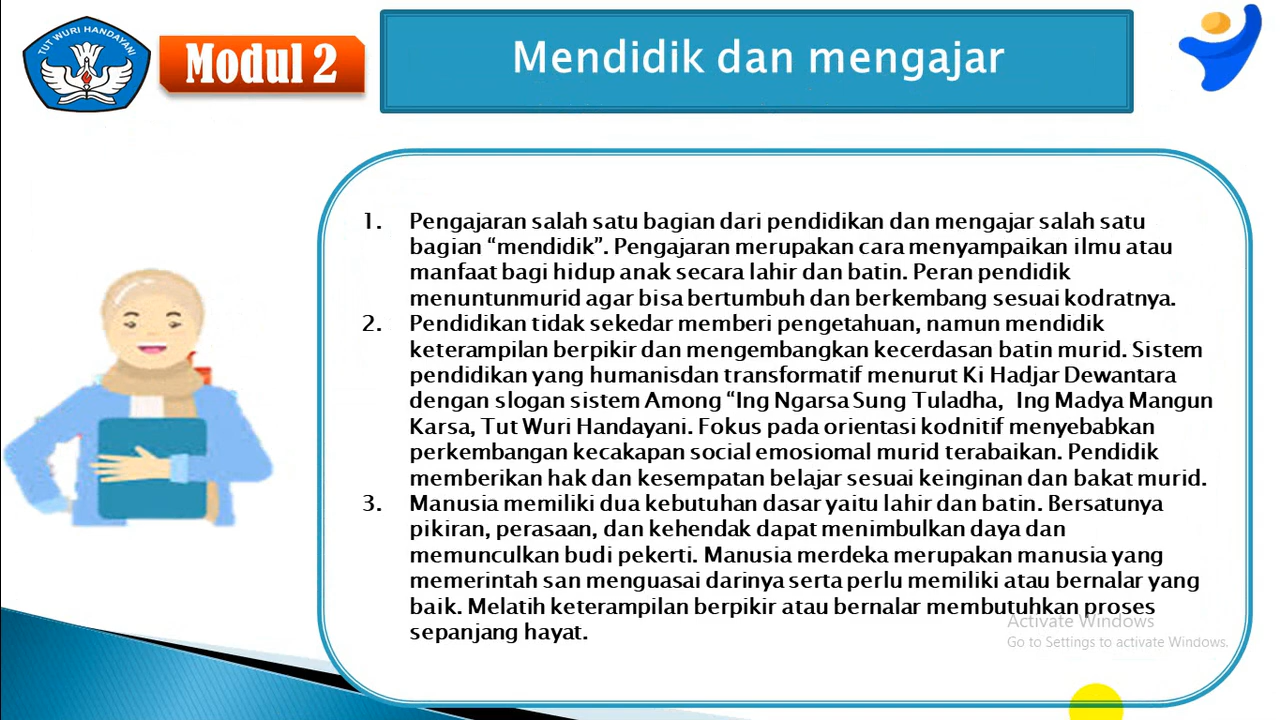 TUT WURI HANDAYANI
Modul 2
Mendidik dan mengajar
1. Pengajaran salah satu bagian dari pendidikan dan mengajar salah satu
bagian “mendidik”. Pengajaran merupakan cara menyampaikan ilmu atau
manfaat bagi hidup anak secara lahir dan batin. Peran pendidik
menuntunmurid agar bisa bertumbuh dan berkembang sesuai kodratnya.
2. Pendidikan tidak sekedar memberi pengetahuan, namun mendidik
keterampilan berpikir dan mengembangkan kecerdasan batin murid. Sistem
pendidikan yang humanisdan transformatif menurut Ki Hadjar Dewantara
dengan slogan sistem Among “Ing Ngarsa Sung Tuladha, Ing Madya Mangun
Karsa, Tut Wuri Handayani. Fokus pada orientasi kodnitif menyebabkan
perkembangan kecakapan social emosiomal murid terabaikan. Pendidik
memberikan hak dan kesempatan belajar sesuai keinginan dan bakat murid.
3. Manusia memiliki dua kebutuhan dasar yaitu lahir dan batin. Bersatunya
pikiran, perasaan, dan kehendak dapat menimbulkan daya dan
memunculkan budi pekerti. Manusia merdeka merupakan manusia yang
memerintah san menguasai darinya serta perlu memiliki atau bernalar yang
baik. Melatih keterampilan berpikir atau bernalar membutuhkan proses
sepanjang hayat.
Activate Windows
Go to Settings to activate Windows.